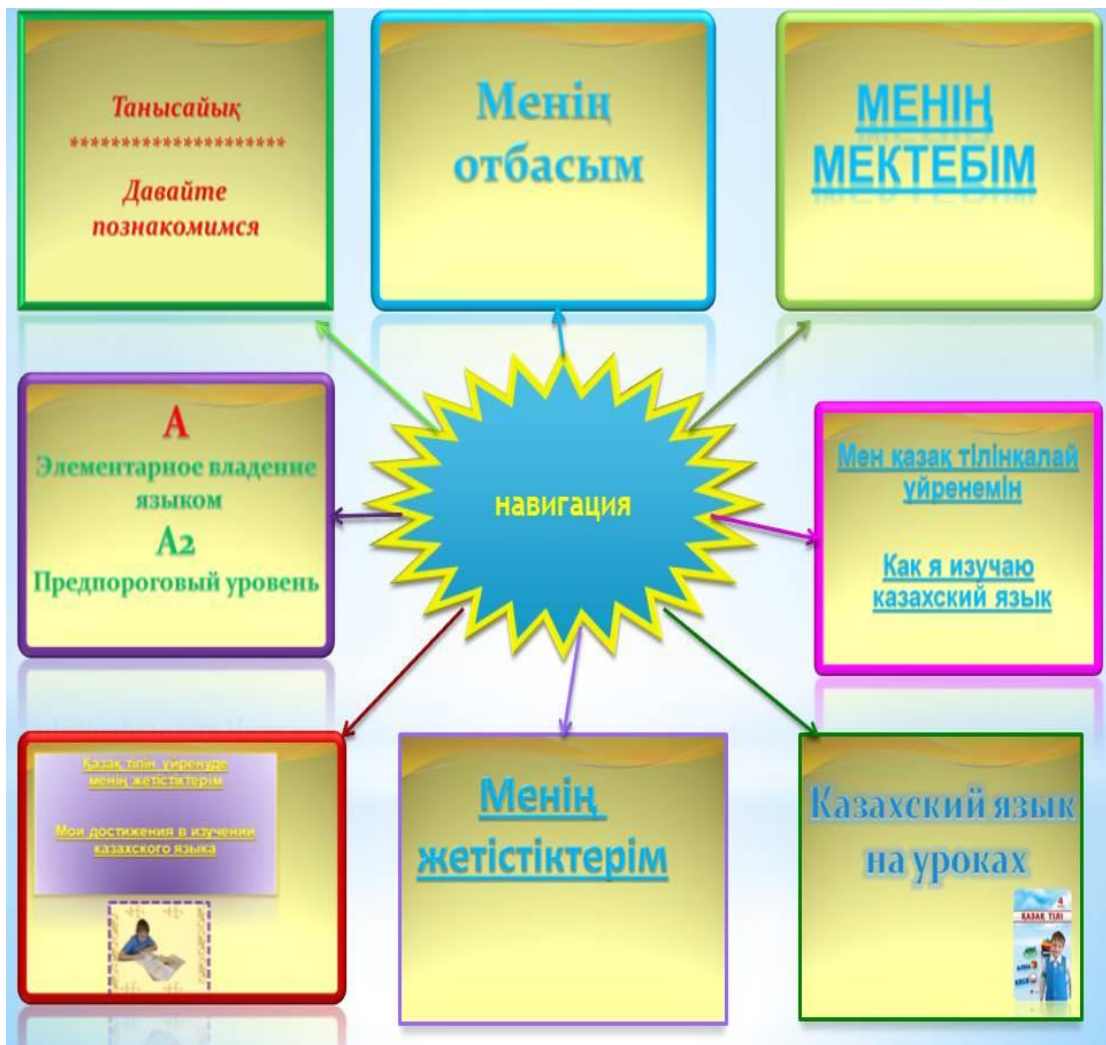 Танысайық
*********************
Давайте
познакомимся
Менің
отбасым
МЕНІҢ
МЕКТЕБІМ
А
Элементарное владение
языком
А2
Предпороговый уровень
навигация
Мен қазақ тілінқалай
үйренемін
Как я изучаю
казахский язык
Қазақ тілін үйренуде
менің жетістіктерім
Мои достижения в изучении
казахского языка
Менің
жетістіктерім
Казахский язык
на уроках
4
ҚАЗАҚ ТІЛІ